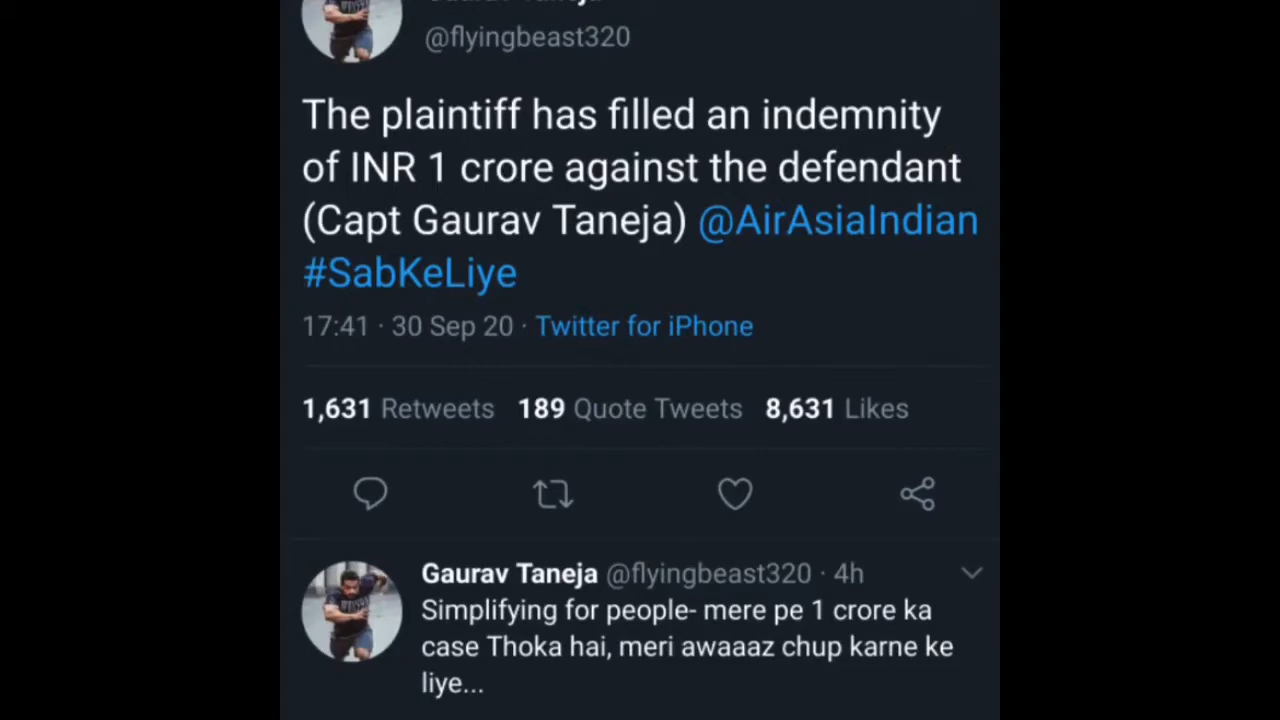 @flyingbeast320
The plaintiff has filled an indemnity
of INR 1 crore against the defendant
(Capt Gaurav Taneja) @AirAsiaIndian
#SabKeLiye
17:41 · 30 Sep 20 · Twitter for iPhone
1,631 Retweets 189 Quote Tweets 8,631 Likes
Gaurav Taneja @flyingbeast320 · 4h
Simplifying for people- mere pe 1 crore ka
case Thoka hai, meri awaaaz chup karne ke
liye...